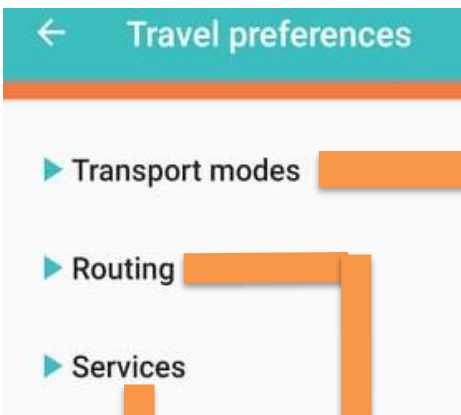 Travel preferences
Transport modes
Routing
Services